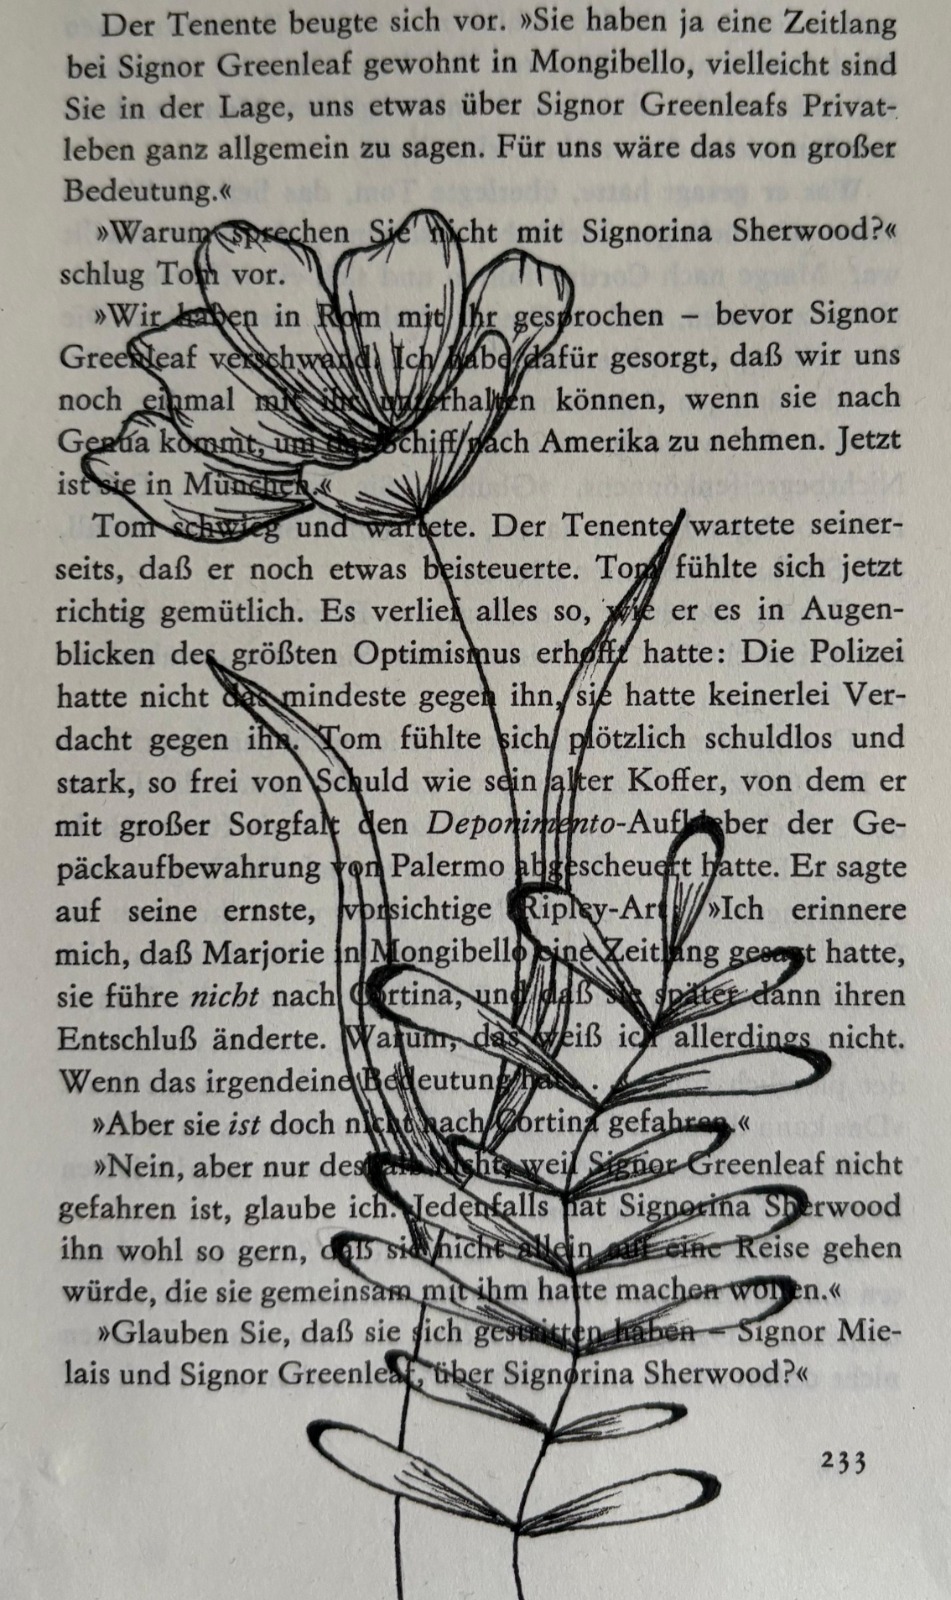 Der Tenente beugte sich vor. »Sie haben ja eine Zeitlang
bei Signor Greenleaf gewohnt in Mongibello, vielleicht sind
Sie in der Lage, uns etwas über Signor Greenleafs Privat-
leben ganz allgemein zu sagen. Für uns wäre das von großer
Bedeutung.«
»Warum sprechen Sie nicht mit Signorina Sherwood?«
schlug Tom vor.
»Wir haben in Rom mit ihr gesprochen – bevor Signor
Greenleaf verschwand. Ich habe dafür gesorgt, daß wir uns
noch einmal mit ihr unterhalten können, wenn sie nach
Genua kommt, um das Schiff nach Amerika zu nehmen. Jetzt
ist sie in München.«
Tom schwieg und wartete. Der Tenente wartete seiner-
seits, daß er noch etwas beisteuerte. Tom fühlte sich jetzt
richtig gemütlich. Es verlief alles so, wie er es in Augen-
blicken des größten Optimismus erhofft hatte: Die Polizei
hatte nicht das mindeste gegen ihn, sie hatte keinerlei Ver-
dacht gegen ihn. Tom fühlte sich plötzlich schuldlos und
stark, so frei von Schuld wie sein alter Koffer, von dem er
mit großer Sorgfalt den Deponimento-Aufkleber der Ge-
päckaufbewahrung von Palermo abgescheuert hatte. Er sagte
auf seine ernste, vorsichtige Ripley-Art: »Ich erinnere
mich, daß Marjorie in Mongibello eine Zeitlang gesagt hatte,
sie führe nicht nach Cortina, und daß sie später dann ihren
Entschluß änderte. Warum, das weiß ich allerdings nicht.
Wenn das irgendeine Bedeutung hat . . .
»Aber sie ist doch nicht nach Cortina gefahren.«
»Nein, aber nur deshalb nicht, weil Signor Greenleaf nicht
gefahren ist, glaube ich. Jedenfalls hat Signorina Sherwood
ihn wohl so gern, daß sie nicht allein auf eine Reise gehen
würde, die sie gemeinsam mit ihm hatte machen wollen.«
»Glauben Sie, daß sie sich gestritten haben – Signor Mie-
lais und Signor Greenleaf, über Signorina Sherwood?«
233